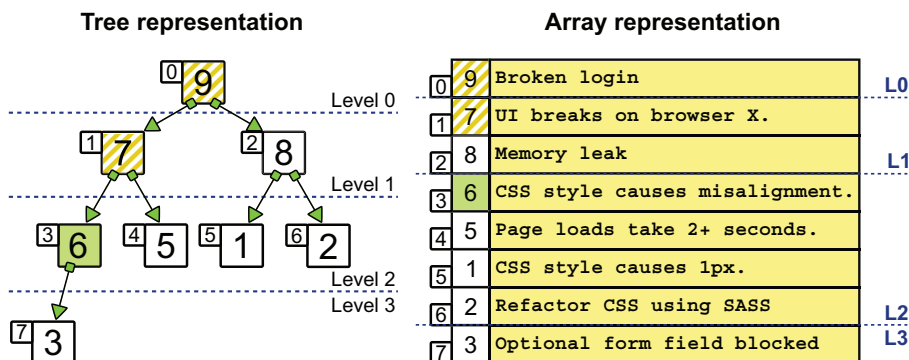 Tree representation
Array representation
0 9
Level 0
1 7
2 8
Level 1
3 6
4 5
5 1
6 2
Level 2
Level 3
7 3
0 9 Broken login
L0
1 7 UI breaks on browser X.
2 8 Memory leak
L1
3 6 CSS style causes misalignment.
4 5 Page loads take 2+ seconds.
5 1 CSS style causes 1px.
6 2 Refactor CSS using SASS
L2
L3
7 3 Optional form field blocked